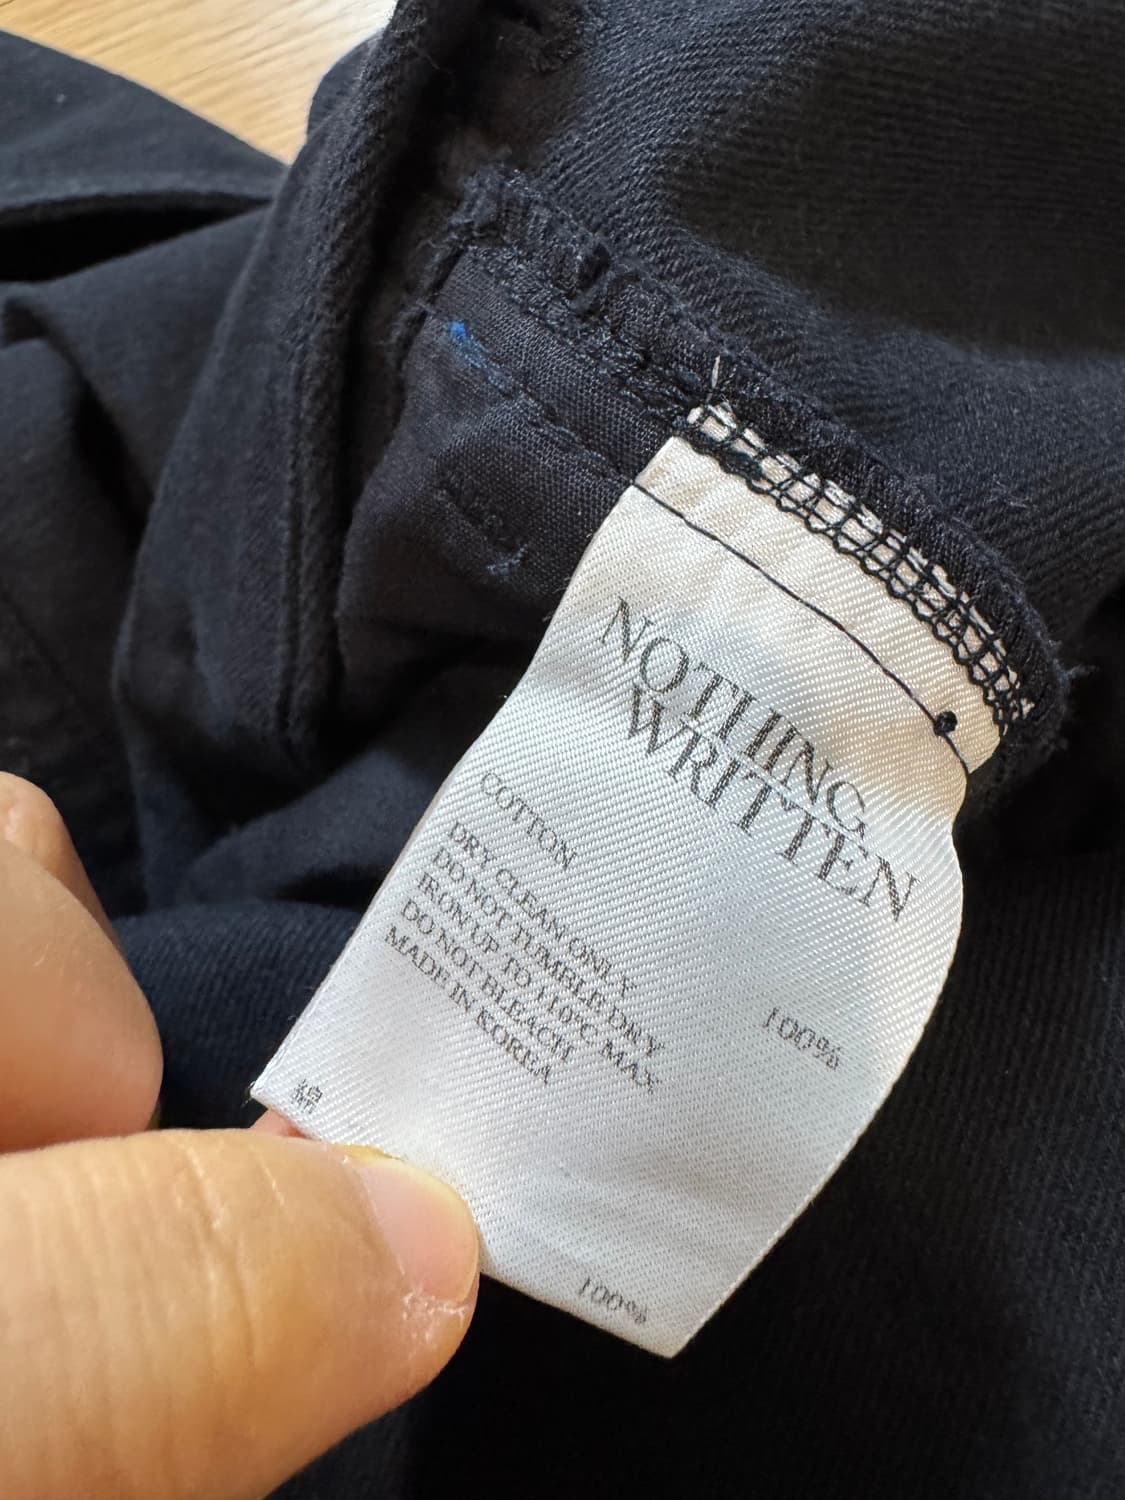 NOTHING
WRITTEN
COTTON 100%
DRY CLEAN ONLY
DO NOT TUMBLE DRY
IRON UP TO 110°C MAX
DO NOT BLEACH
MADE IN KOREA
綿 100%